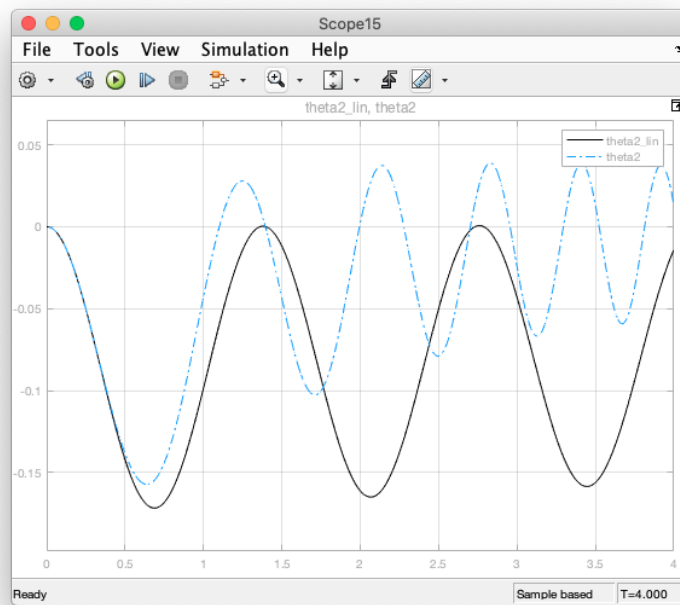 Scope15
File Tools View Simulation Help
theta2_lin, theta2
theta2_lin
theta2
0.05
0
-0.05
-0.1
-0.15
0 0.5 1 1.5 2 2.5 3 3.5 4
Ready Sample based T=4.000